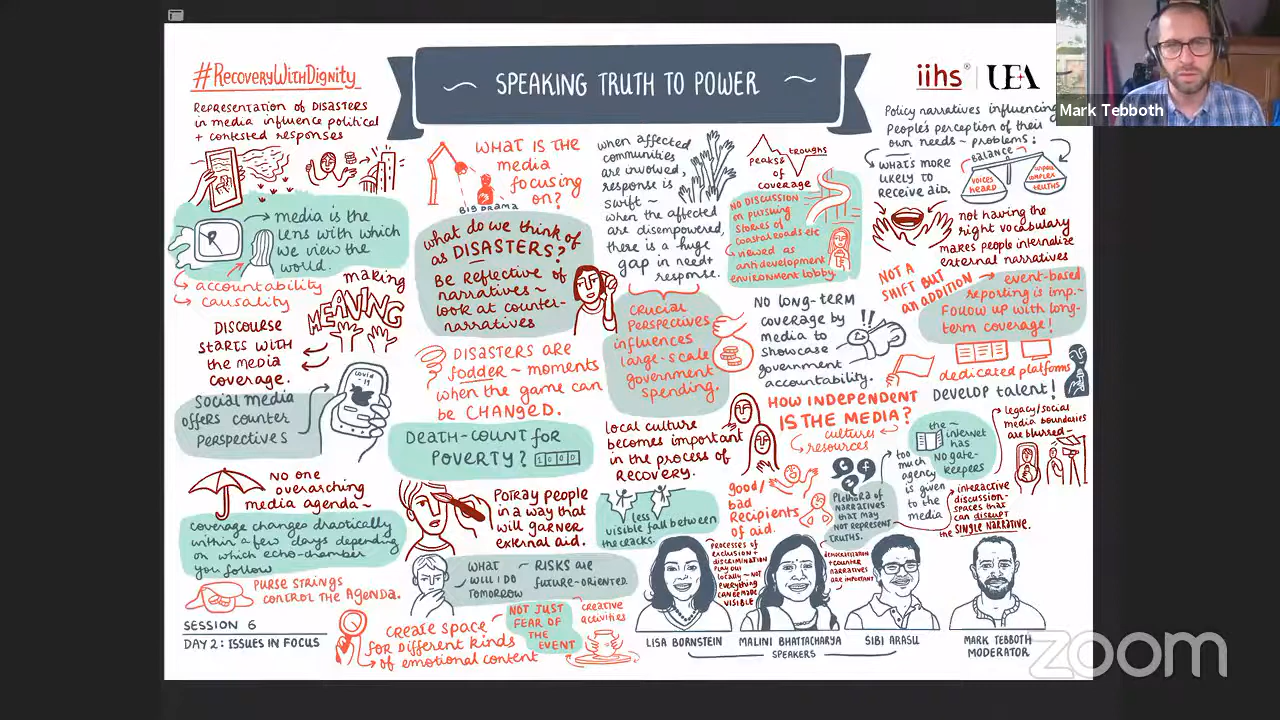 #RecoveryWithDignity
SPEAKING TRUTH TO POWER
iihs®
UEA
Mark Tebboth
Representation of DISASTERS
in media influence political
+ contested responses
media is the
lens with which
we view the
world.
accountability
causality
making
MEANING
DISCOURSE
STARTS WITH
the MEDIA
COVERAGE.
covid
19
Social media
offers counter
perspectives
No one
overarching
media agenda~
coverage changes drastically
within a few days depending
on which echo-chamber
you follow
PURSE STRINGS
CONTROL THE AGENDA.
SESSION 6
DAY 2: ISSUES IN FOCUS
WHAT IS THE
media
focusing
on?
BIG DRAMA
what do we think of
as DISASTERS?
Be reflective of
narratives~
look at counter-
narratives
DISASTERS ARE
fodder ~ moments
when the game can
be CHANGED.
DEATH-COUNT for
POVERTY?
1000
Potray people
in a way that
will garner
external aid.
WHAT
WILL I DO
TOMORROW
RISKS are
future-oriented.
CREATE SPACE
for different kinds
of emotional content
NOT JUST
FEAR OF
THE
EVENT
creative
activities
when affected
communities
are involved,
response is
swift ~
when the affected
are disempowered,
there is a huge
gap in need+
response.
CRUCIAL
Perspectives
influences
large-scale
government
spending.
local culture
becomes important
in the process of
Recovery.
less
visible fall between
the cracks.
peaks &
troughs
of
coverage
NO DISCUSSION
on pursuing
stories of
coastal roads etc
viewed as
anti development
environment lobby.
NO LONG-TERM
coverage by
media to
showcase
government
accountability.
!!
HOW INDEPENDENT
IS THE MEDIA?
cultures
resources
good/
bad
Recipients
of aid.
Plethora of
narratives
that may
not represent
TRUTHS.
too
much
agency
is given
to the
media
Policy narratives influencing
People's perception of their
own needs ~ problems:
WHAT'S MORE
likely to
receive aid.
BALANCE
VOICES
HEARD
COMPLEX
TRUTHS
not having the
right vocabulary
makes people internalize
external narratives
NOT A
SHIFT BUT
an ADDITION
event-based
reporting is imp.~
Follow up with long-
term coverage!
dedicated platforms
DEVELOP TALENT!
the
internet
has
No gate-
keepers
legacy/social
media boundaries
are blurred~
interactive
discussion-
spaces that
can disrupt
the SINGLE NARRATIVE.
PROCESSES OF
EXCLUSION +
DISCRIMINATION
PLAY OUT
locally ~ NOT
EVERYTHING
CAN BE MADE
VISIBLE
democratisation
+ counter
narratives
are important
LISA BORNSTEIN
MALINI BHATTACHARYA
SIBI ARASU
SPEAKERS
MARK TEBBOTH
MODERATOR
zoom